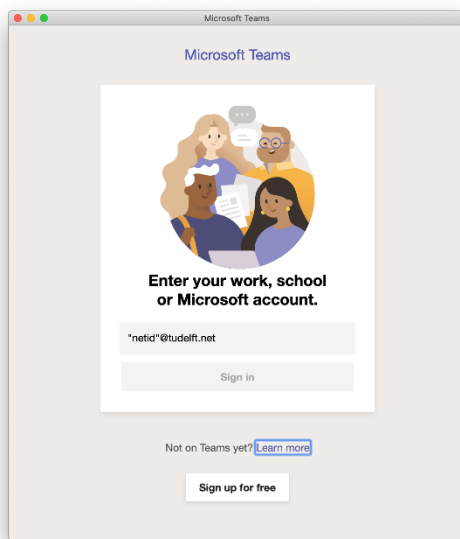 Microsoft Teams
Microsoft Teams
Enter your work, school
or Microsoft account.
"netid"@tudelft.net
Sign in
Not on Teams yet? Learn more
Sign up for free